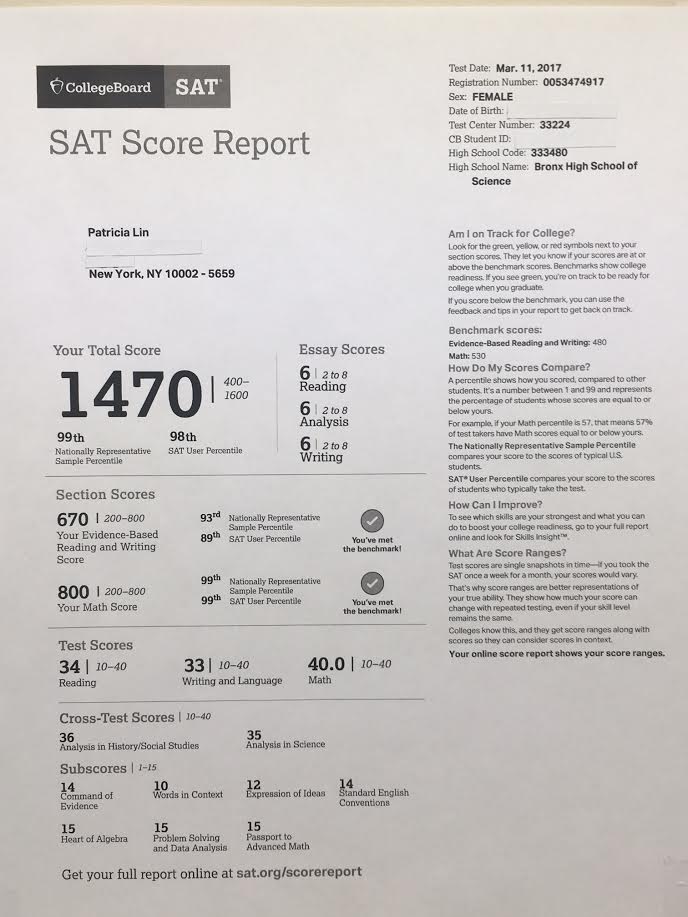 CollegeBoard SAT®
SAT Score Report
Test Date: Mar. 11, 2017
Registration Number: 0053474917
Sex: FEMALE
Date of Birth:
Test Center Number: 33224
CB Student ID:
High School Code: 333480
High School Name: Bronx High School of
Science
Patricia Lin
New York, NY 10002 - 5659
Your Total Score
1470 | 400–
1600
99th
Nationally Representative
Sample Percentile
98th
SAT User Percentile
Essay Scores
6 | 2 to 8
Reading
6 | 2 to 8
Analysis
6 | 2 to 8
Writing
Section Scores
670 | 200–800
Your Evidence-Based
Reading and Writing
Score
93rd Nationally Representative
Sample Percentile
89th SAT User Percentile
You've met
the benchmark!
800 | 200–800
Your Math Score
99th Nationally Representative
Sample Percentile
99th SAT User Percentile
You've met
the benchmark!
Test Scores
34 | 10–40
Reading
33 | 10–40
Writing and Language
40.0 | 10–40
Math
Cross-Test Scores | 10–40
36
Analysis in History/Social Studies
35
Analysis in Science
Subscores | 1–15
14
Command of
Evidence
10
Words in Context
12
Expression of Ideas
14
Standard English
Conventions
15
Heart of Algebra
15
Problem Solving
and Data Analysis
15
Passport to
Advanced Math
Get your full report online at sat.org/scorereport
Am I on Track for College?
Look for the green, yellow, or red symbols next to your
section scores. They let you know if your scores are at or
above the benchmark scores. Benchmarks show college
readiness. If you see green, you're on track to be ready for
college when you graduate.
If you score below the benchmark, you can use the
feedback and tips in your report to get back on track.
Benchmark scores:
Evidence-Based Reading and Writing: 480
Math: 530
How Do My Scores Compare?
A percentile shows how you scored, compared to other
students. It's a number between 1 and 99 and represents
the percentage of students whose scores are equal to or
below yours.
For example, if your Math percentile is 57, that means 57%
of test takers have Math scores equal to or below yours.
The Nationally Representative Sample Percentile
compares your score to the scores of typical U.S.
students.
SAT® User Percentile compares your score to the scores
of students who typically take the test.
How Can I Improve?
To see which skills are your strongest and what you can
do to boost your college readiness, go to your full report
online and look for Skills Insight™.
What Are Score Ranges?
Test scores are single snapshots in time—if you took the
SAT once a week for a month, your scores would vary.
That's why score ranges are better representations of
your true ability. They show how much your score can
change with repeated testing, even if your skill level
remains the same.
Colleges know this, and they get score ranges along with
scores so they can consider scores in context.
Your online score report shows your score ranges.